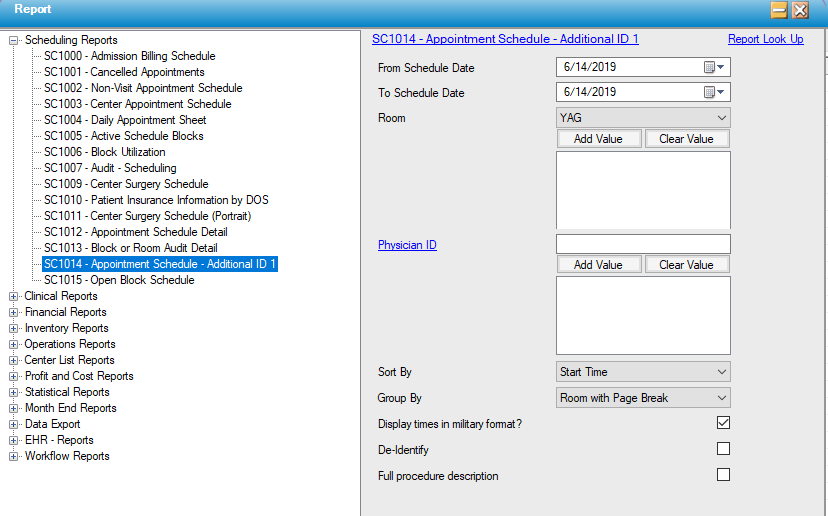 Report
Scheduling Reports
SC1000 - Admission Billing Schedule
SC1001 - Cancelled Appointments
SC1002 - Non-Visit Appointment Schedule
SC1003 - Center Appointment Schedule
SC1004 - Daily Appointment Sheet
SC1005 - Active Schedule Blocks
SC1006 - Block Utilization
SC1007 - Audit - Scheduling
SC1009 - Center Surgery Schedule
SC1010 - Patient Insurance Information by DOS
SC1011 - Center Surgery Schedule (Portrait)
SC1012 - Appointment Schedule Detail
SC1013 - Block or Room Audit Detail
SC1014 - Appointment Schedule - Additional ID 1
SC1015 - Open Block Schedule
Clinical Reports
Financial Reports
Inventory Reports
Operations Reports
Center List Reports
Profit and Cost Reports
Statistical Reports
Month End Reports
Data Export
EHR - Reports
Workflow Reports
SC1014 - Appointment Schedule - Additional ID 1 Report Look Up
From Schedule Date 6/14/2019
To Schedule Date 6/14/2019
Room YAG
Add Value Clear Value
Physician ID
Add Value Clear Value
Sort By Start Time
Group By Room with Page Break
Display times in military format?
De-Identify
Full procedure description